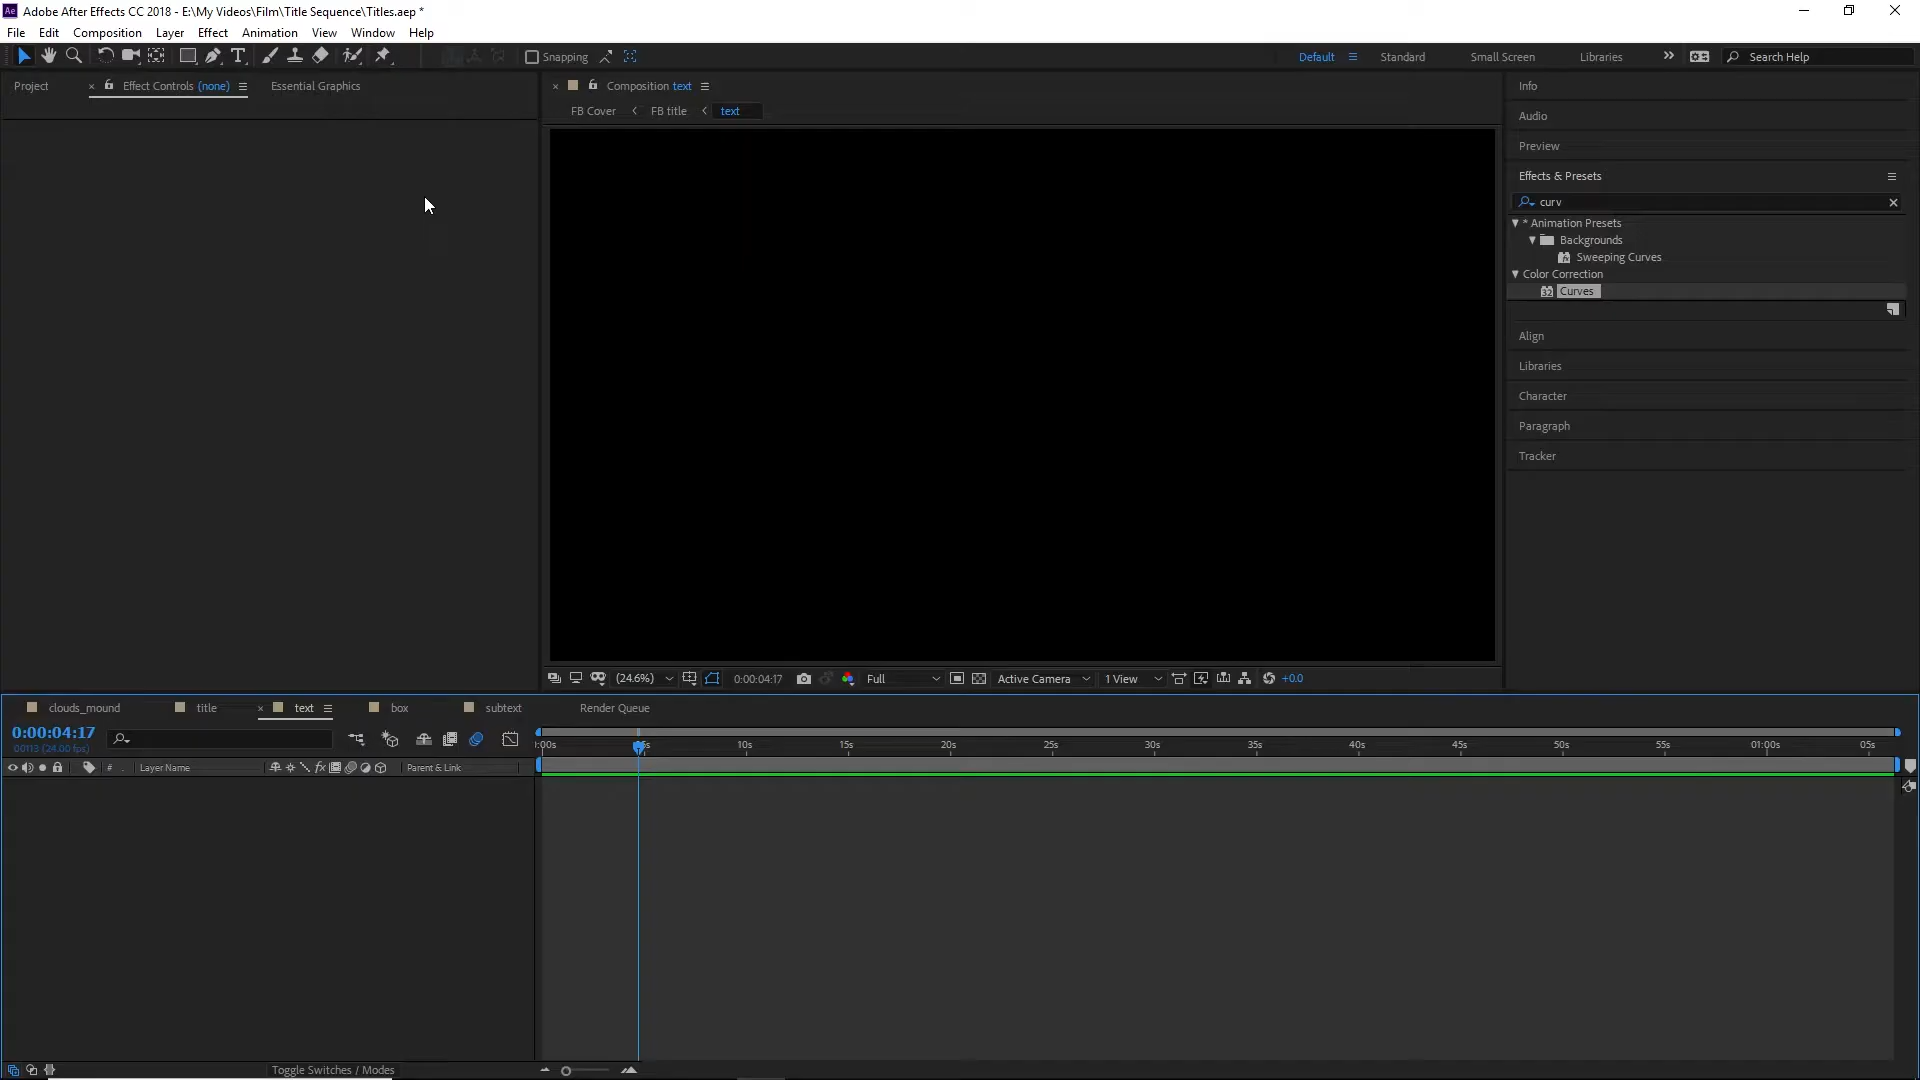 Adobe After Effects CC 2018 - E:\My Videos\Film\Title Sequence\Titles.aep *
File Edit Composition Layer Effect Animation View Window Help
Snapping
Default Standard Small Screen Libraries Search Help
Project Effect Controls (none) Essential Graphics
Composition text
FB Cover FB title text
Info
Audio
Preview
Effects & Presets
curv
* Animation Presets
Backgrounds
Sweeping Curves
Color Correction
32 Curves
Align
Libraries
Character
Paragraph
Tracker
(24.6%) 0:00:04:17 Full Active Camera 1 View +0.0
clouds_mound title text box subtext Render Queue
0:00:04:17
00113 (24.00 fps)
:00s 10s 15s 20s 25s 30s 35s 40s 45s 50s 55s 01:00s 05s
# Layer Name fx Parent & Link
Toggle Switches / Modes